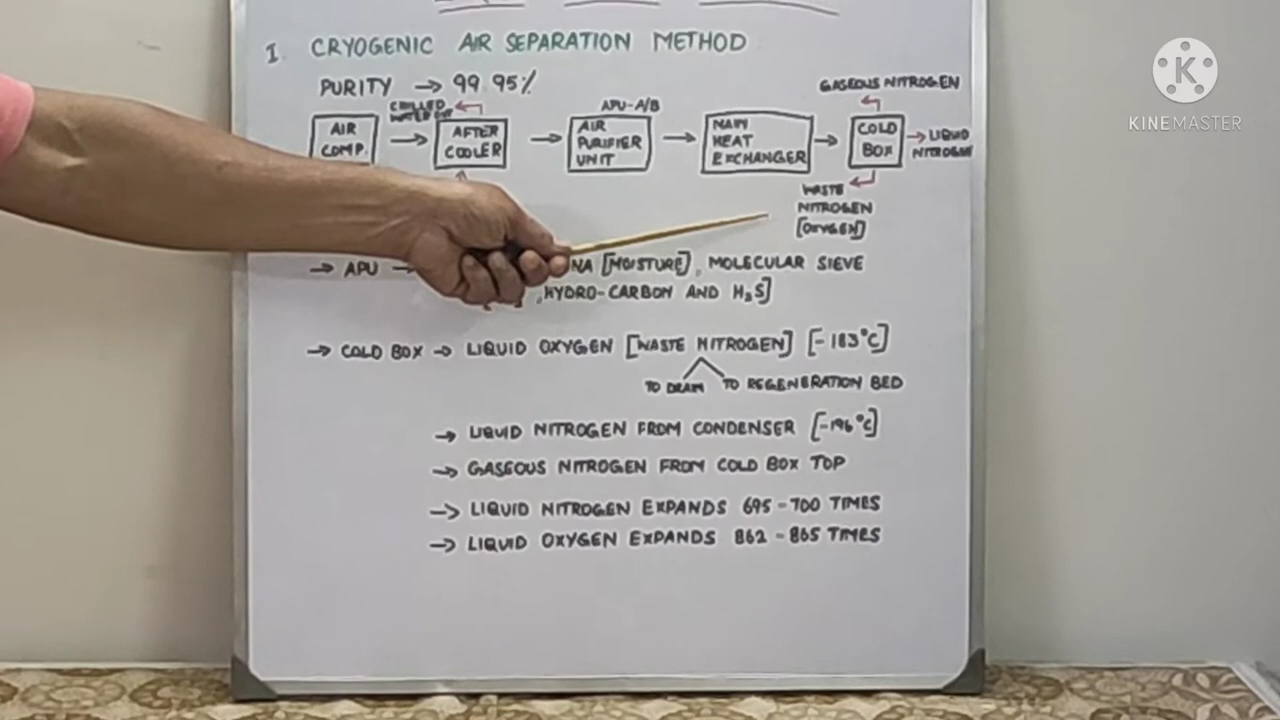 I. CRYOGENIC AIR SEPARATION METHOD
PURITY → 99 95%
GASEOUS NITROGEN
APU-A/B
AIR COMP.
AFTER COOLER
AIR PURIFIER UNIT
MAIN HEAT EXCHANGER
COLD BOX
LIQUID NITROGEN
WASTE NITROGEN [OXYGEN]
→ APU → NA [MOISTURE], MOLECULAR SIEVE
, HYDRO-CARBON AND H₂S]
→ COLD BOX → LIQUID OXYGEN [WASTE NITROGEN] [-183°C]
TO DRAIN TO REGENERATION BED
→ LIQUID NITROGEN FROM CONDENSER [-196°C]
→ GASEOUS NITROGEN FROM COLD BOX TOP
→ LIQUID NITROGEN EXPANDS 695-700 TIMES
→ LIQUID OXYGEN EXPANDS 862-865 TIMES
K
KINEMASTER